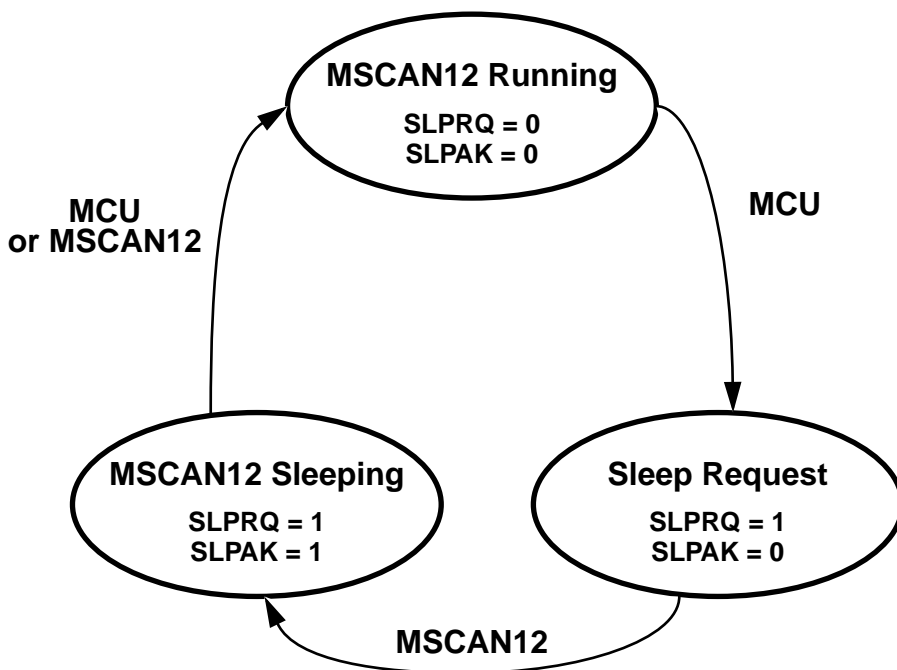 MSCAN12 Running
SLPRQ = 0
SLPAK = 0
MCU
or MSCAN12
MCU
MSCAN12 Sleeping
SLPRQ = 1
SLPAK = 1
Sleep Request
SLPRQ = 1
SLPAK = 0
MSCAN12